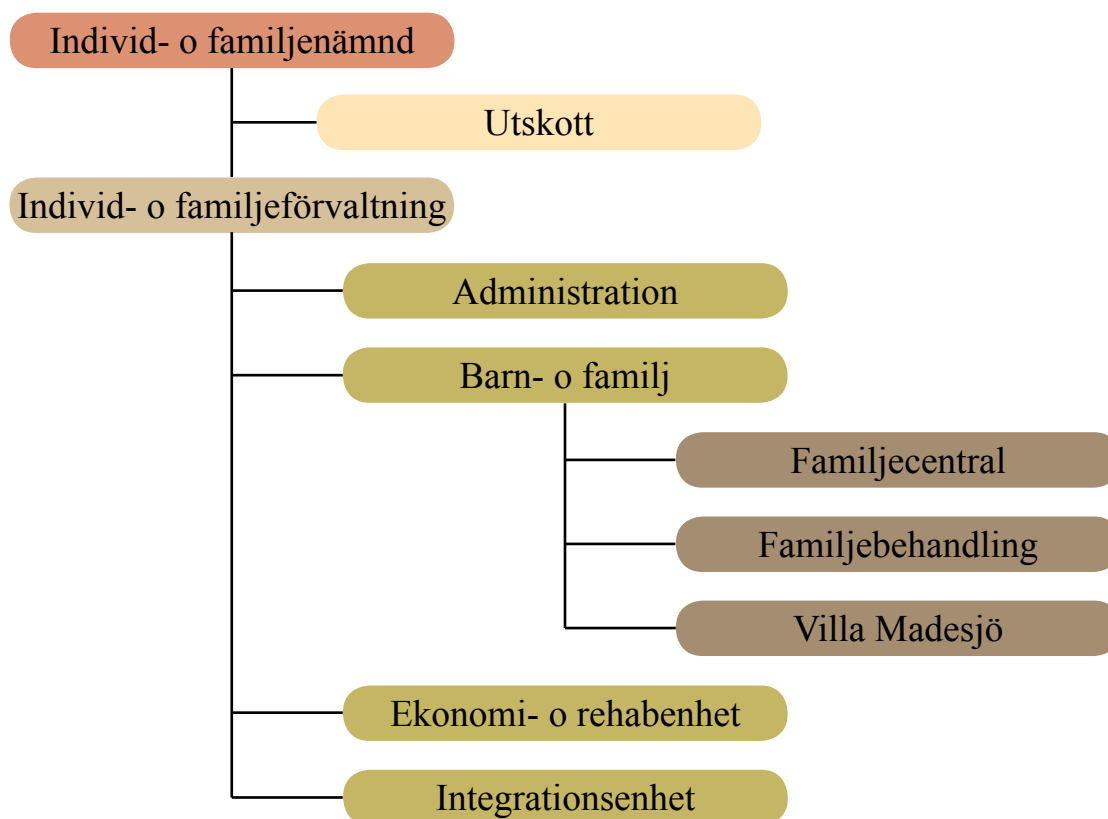 Individ- o familjenämnd
Utskott
Individ- o familjeförvaltning
Administration
Barn- o familj
Familjecentral
Familjebehandling
Villa Madesjö
Ekonomi- o rehabenhet
Integrationsenhet